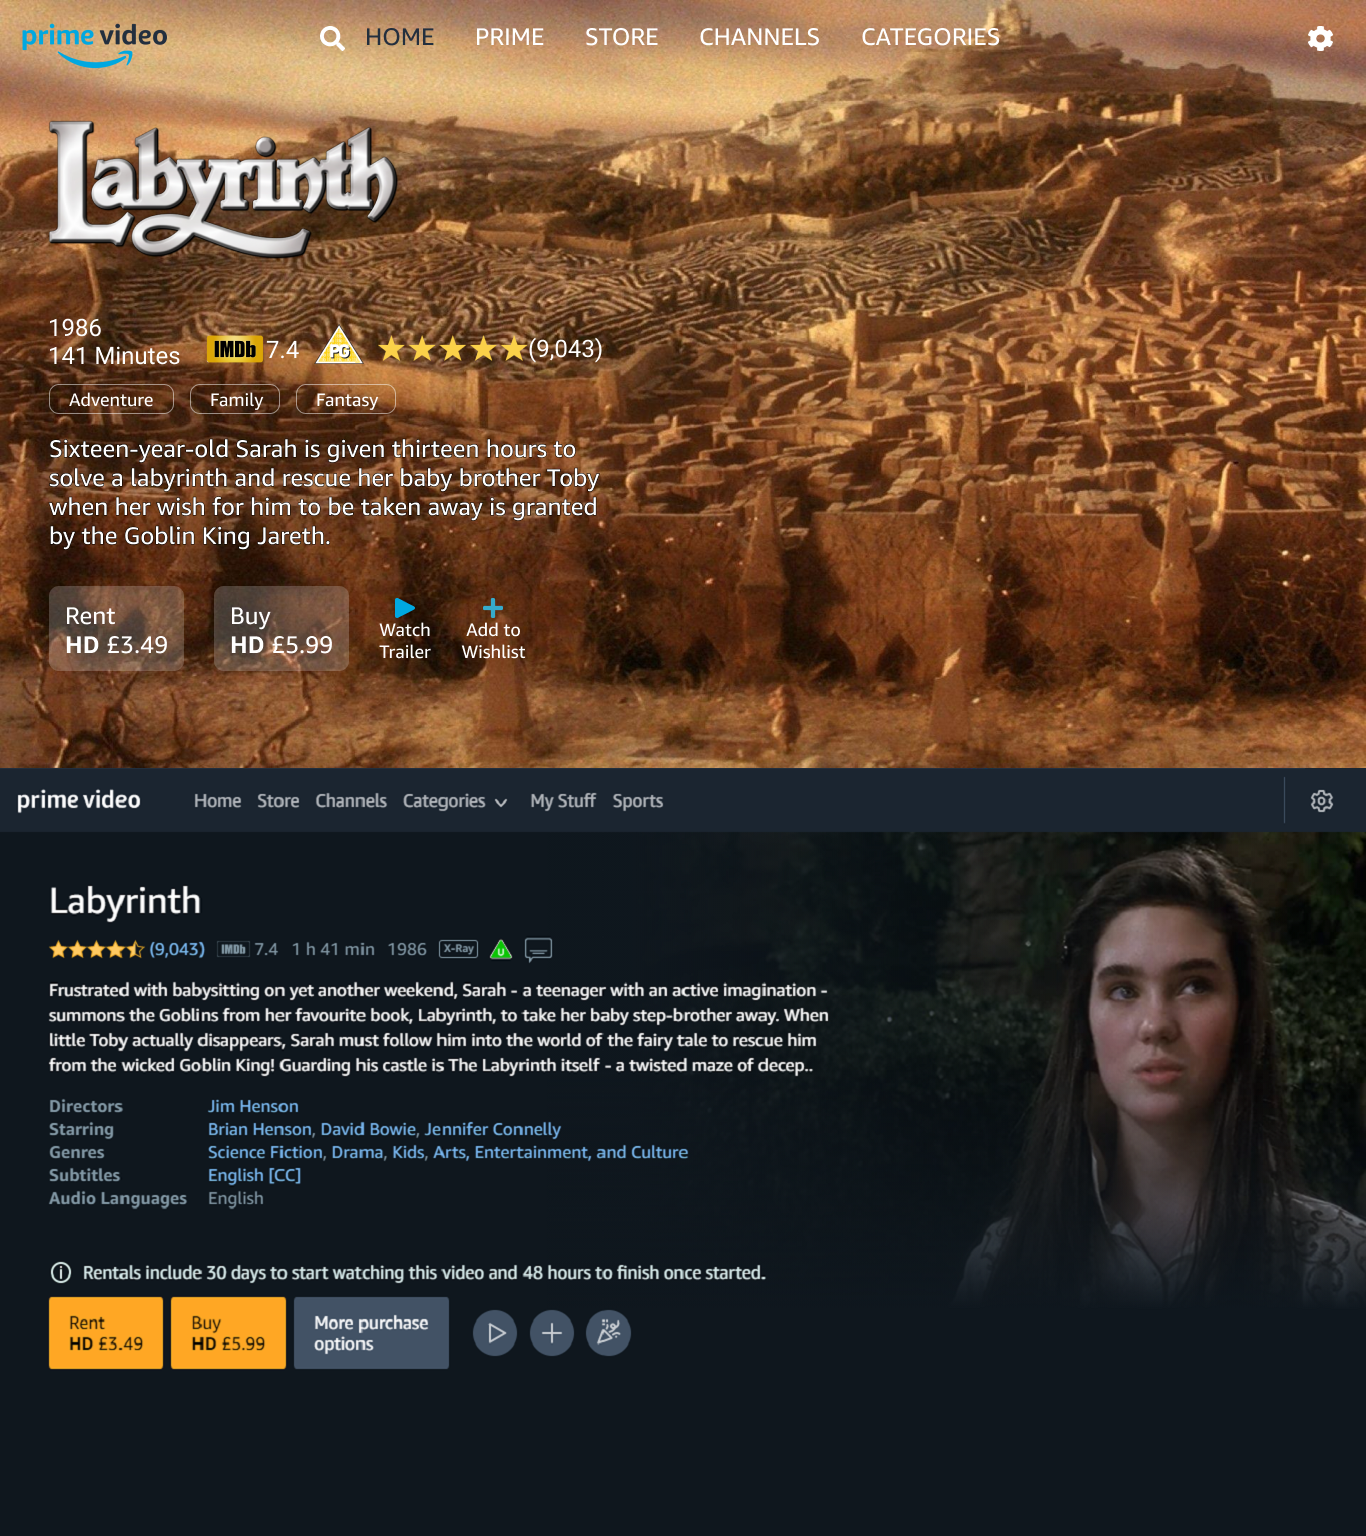 prime video
HOME PRIME STORE CHANNELS CATEGORIES
Labyrinth
1986
141 Minutes IMDb 7.4 PG (9,043)
Adventure Family Fantasy
Sixteen-year-old Sarah is given thirteen hours to
solve a labyrinth and rescue her baby brother Toby
when her wish for him to be taken away is granted
by the Goblin King Jareth.
Rent
HD £3.49
Buy
HD £5.99
Watch
Trailer
Add to
Wishlist
prime video Home Store Channels Categories My Stuff Sports
Labyrinth
(9,043) IMDb 7.4 1 h 41 min 1986 X-Ray U
Frustrated with babysitting on yet another weekend, Sarah - a teenager with an active imagination -
summons the Goblins from her favourite book, Labyrinth, to take her baby step-brother away. When
little Toby actually disappears, Sarah must follow him into the world of the fairy tale to rescue him
from the wicked Goblin King! Guarding his castle is The Labyrinth itself - a twisted maze of decep..
Directors Jim Henson
Starring Brian Henson, David Bowie, Jennifer Connelly
Genres Science Fiction, Drama, Kids, Arts, Entertainment, and Culture
Subtitles English [CC]
Audio Languages English
Rentals include 30 days to start watching this video and 48 hours to finish once started.
Rent
HD £3.49
Buy
HD £5.99
More purchase
options